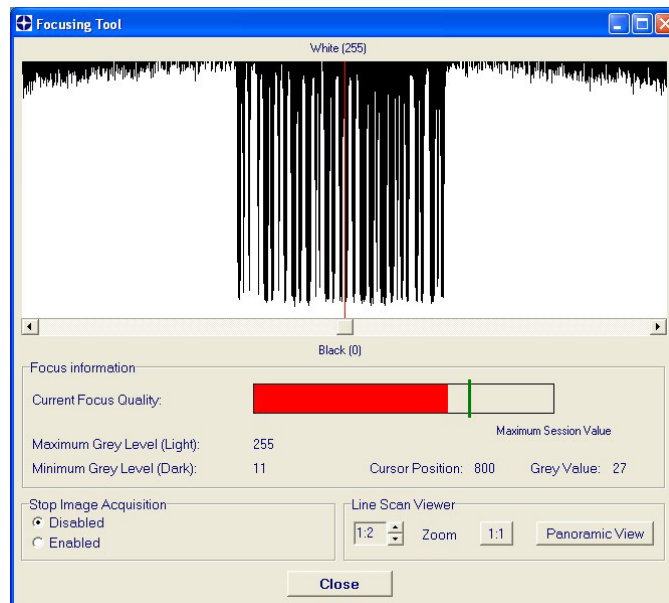 Focusing Tool
White (255)
Black (0)
Focus information
Current Focus Quality:
Maximum Session Value
Maximum Grey Level (Light): 255
Minimum Grey Level (Dark): 11 Cursor Position: 800 Grey Value: 27
Stop Image Acquisition
Disabled
Enabled
Line Scan Viewer
1:2 Zoom 1:1 Panoramic View
Close